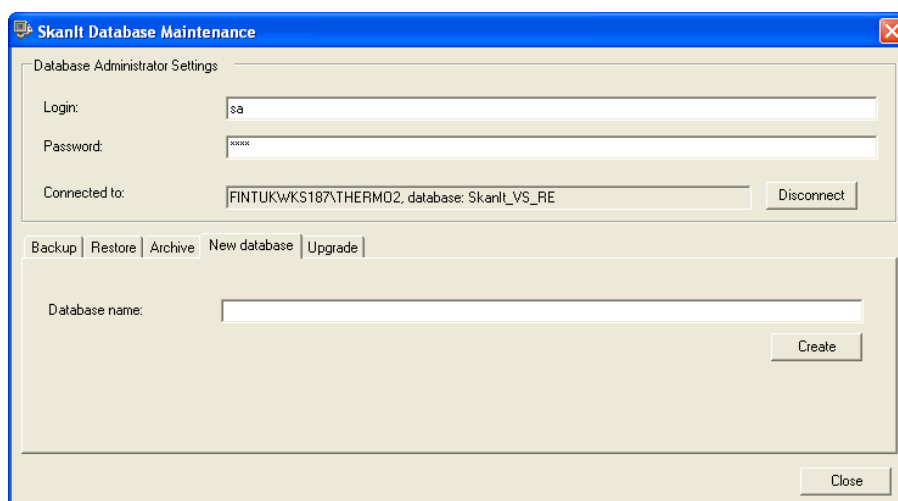 SkanIt Database Maintenance
Database Administrator Settings
Login: sa
Password: ****
Connected to: FINTUKWKS187\THERMO2, database: SkanIt_VS_RE Disconnect
Backup Restore Archive New database Upgrade
Database name:
Create
Close